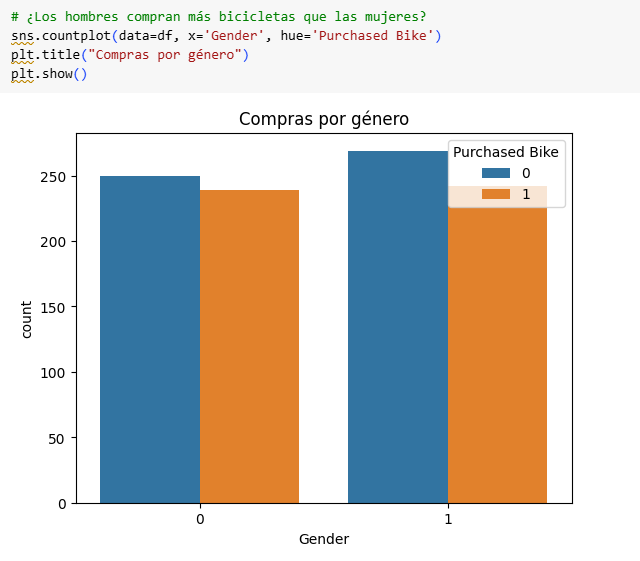 # ¿Los hombres compran más bicicletas que las mujeres?
sns.countplot(data=df, x='Gender', hue='Purchased Bike')
plt.title("Compras por género")
plt.show()
Compras por género
Purchased Bike
0
1
250
200
150
100
50
0
count
0 1
Gender